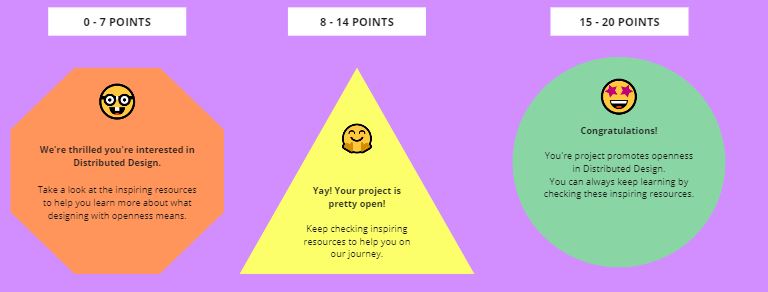 0 - 7 POINTS
We're thrilled you're interested in
Distributed Design.
Take a look at the inspiring resources
to help you learn more about what
designing with openness means.
8 - 14 POINTS
Yay! Your project is
pretty open!
Keep checking inspiring
resources to help you on
our journey.
15 - 20 POINTS
Congratulations!
You're project promotes openness
in Distributed Design.
You can always keep learning by
checking these inspiring resources.